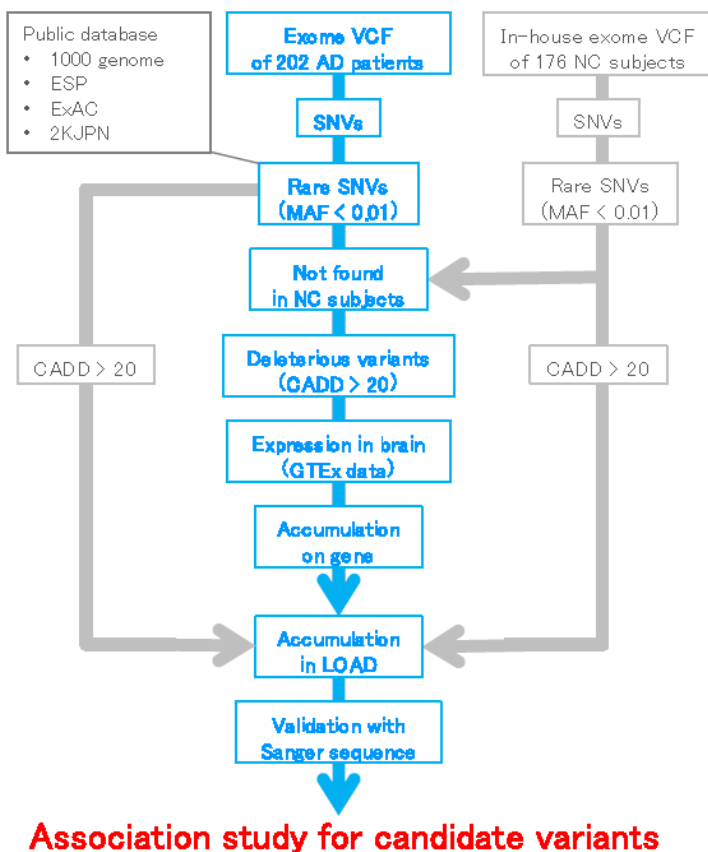 Public database
• 1000 genome
• ESP
• ExAC
• 2KJPN
Exome VCF
of 202 AD patients
In-house exome VCF
of 176 NC subjects
SNVs
SNVs
Rare SNVs
(MAF < 0.01)
Rare SNVs
(MAF < 0.01)
Not found
in NC subjects
CADD > 20
Deleterious variants
(CADD > 20)
CADD > 20
Expression in brain
(GTEx data)
Accumulation
on gene
Accumulation
in LOAD
Validation with
Sanger sequence
Association study for candidate variants